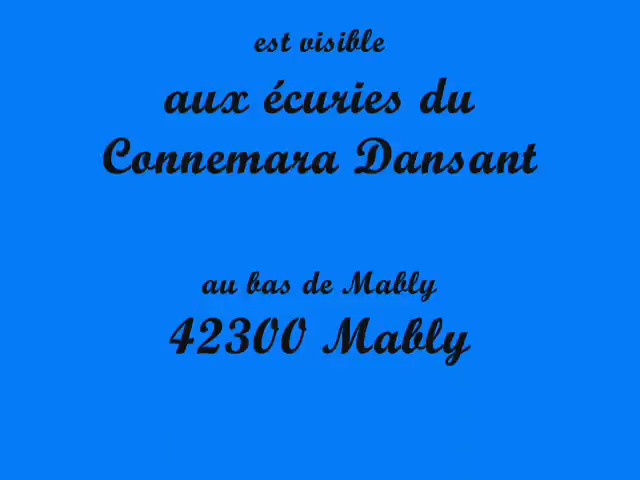 est visible
aux écuries du
Connemara Dansant
au bas de Mably
42300 Mably